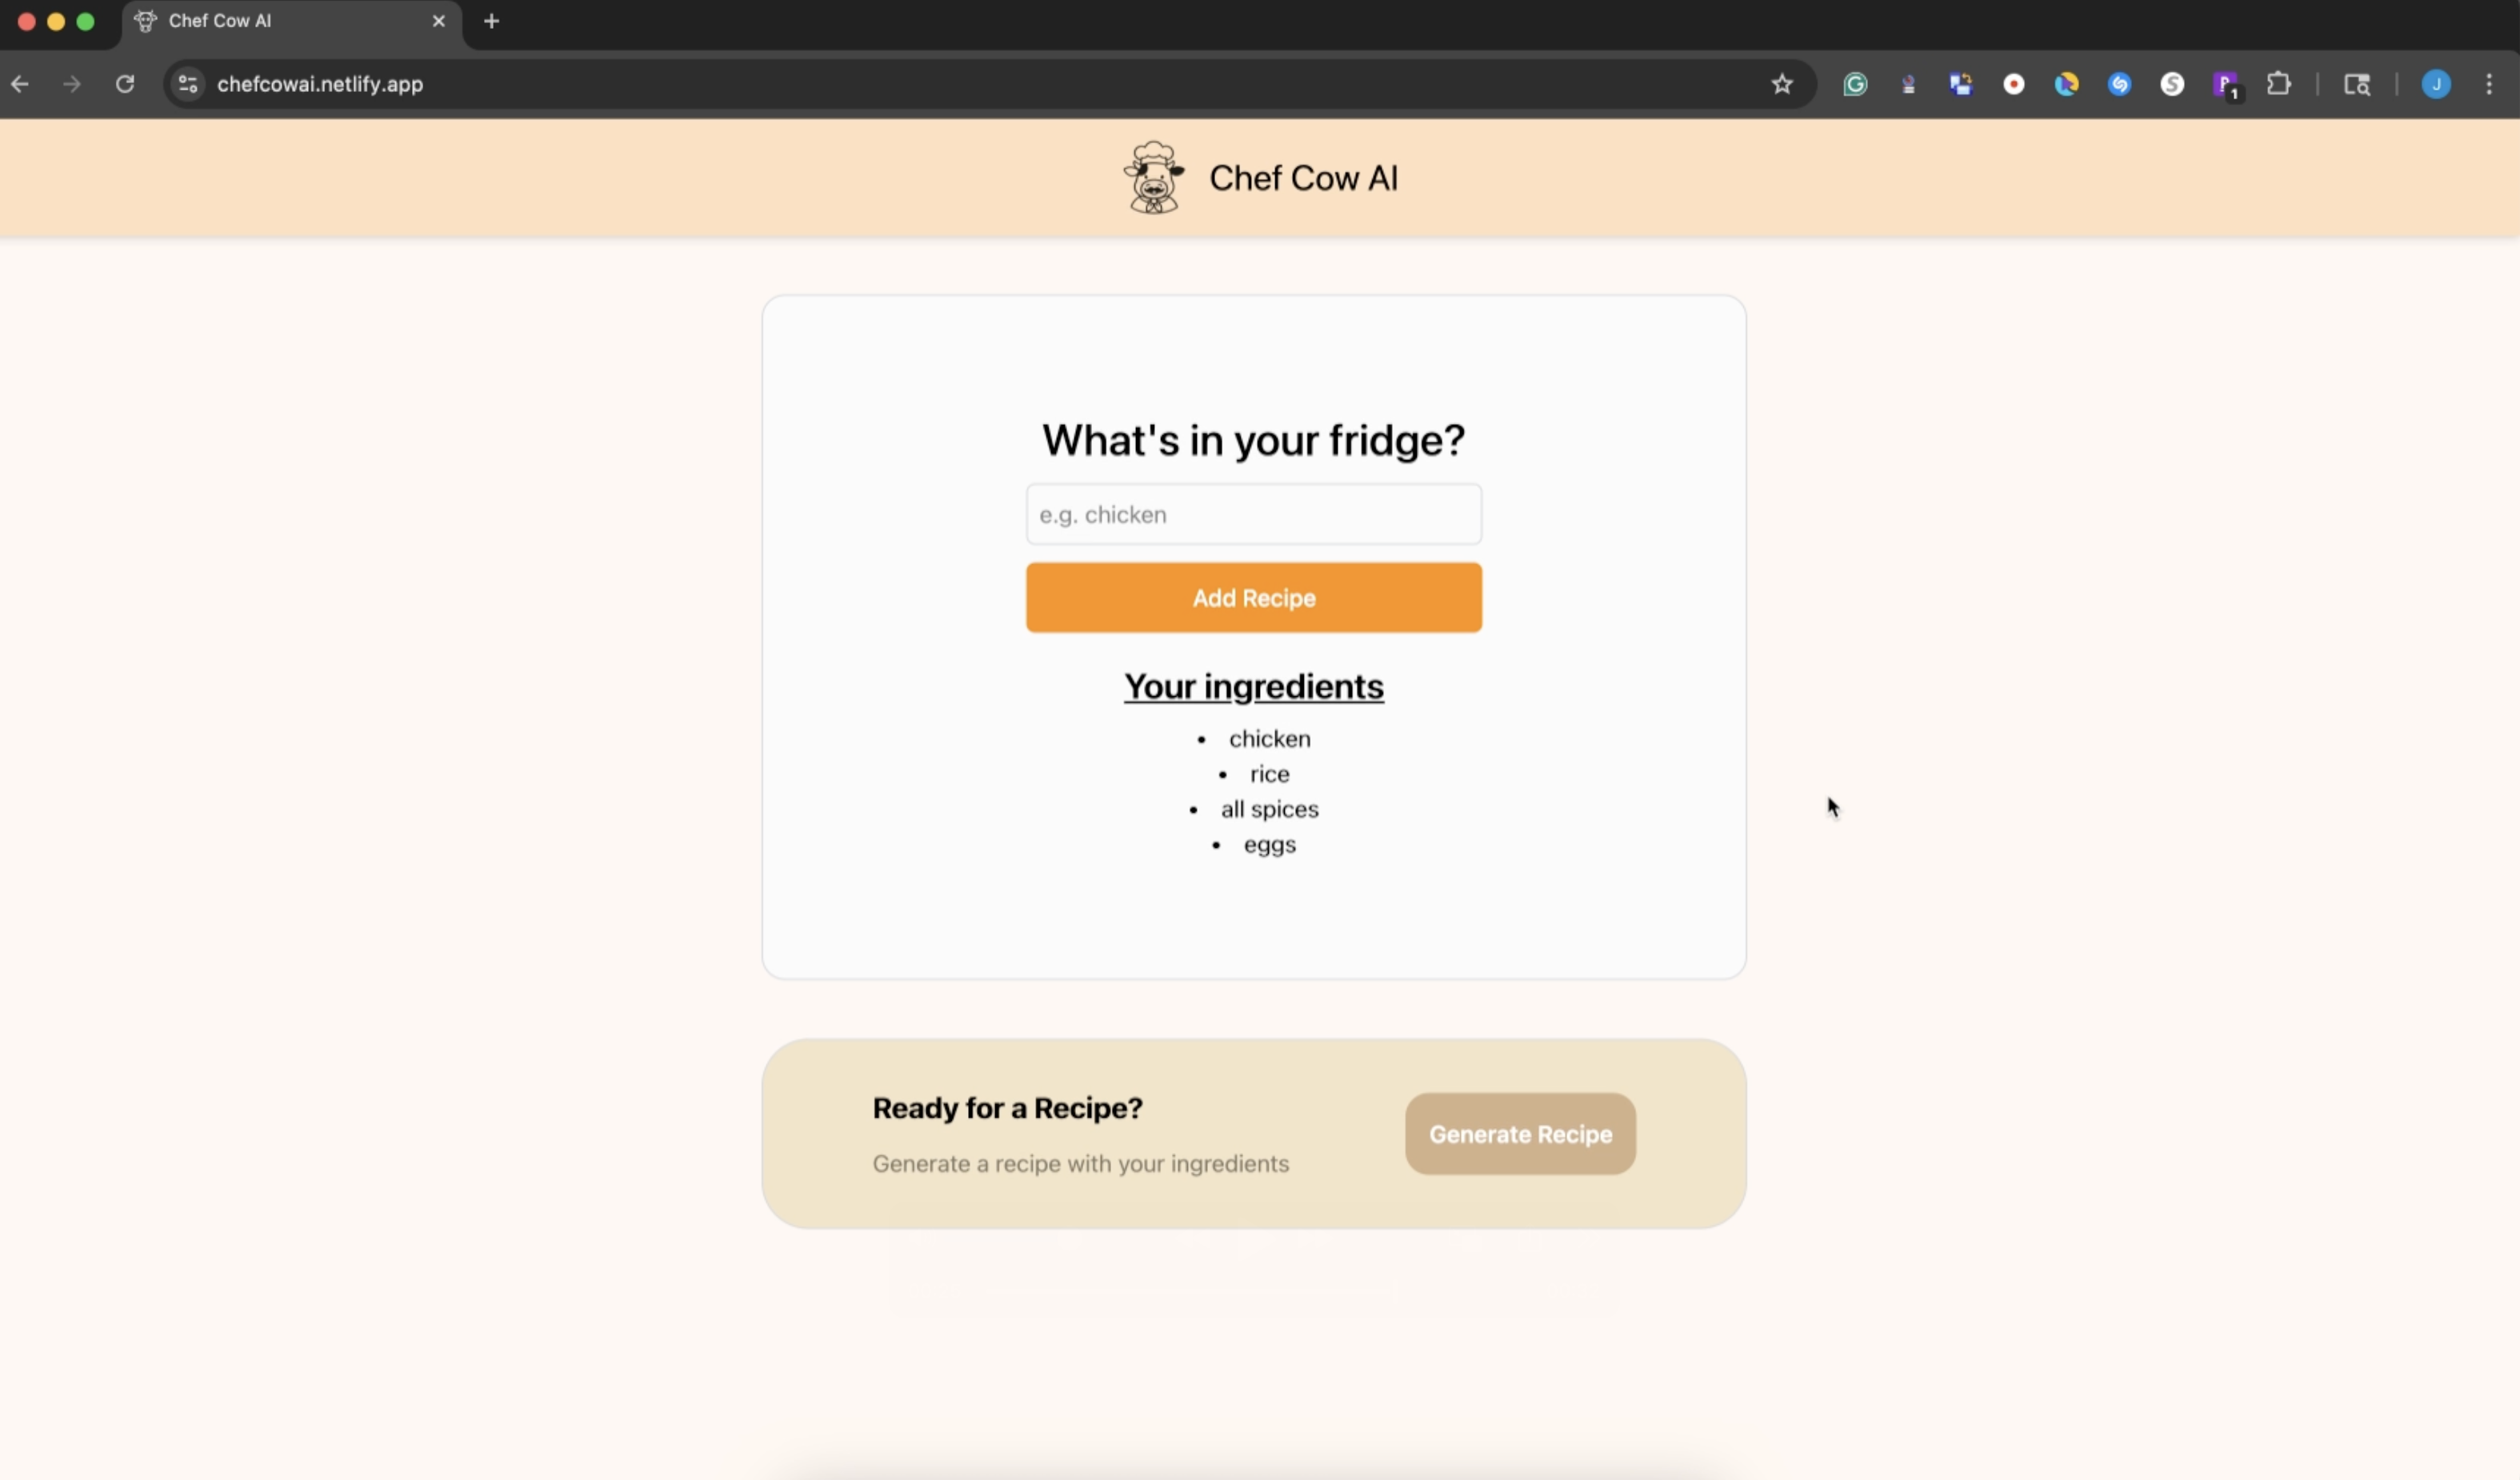 Chef Cow AI
chefcowai.netlify.app
1
J
Chef Cow AI
What's in your fridge?
e.g. chicken
Add Recipe
Your ingredients
• chicken
• rice
• all spices
• eggs
Ready for a Recipe?
Generate Recipe
Generate a recipe with your ingredients